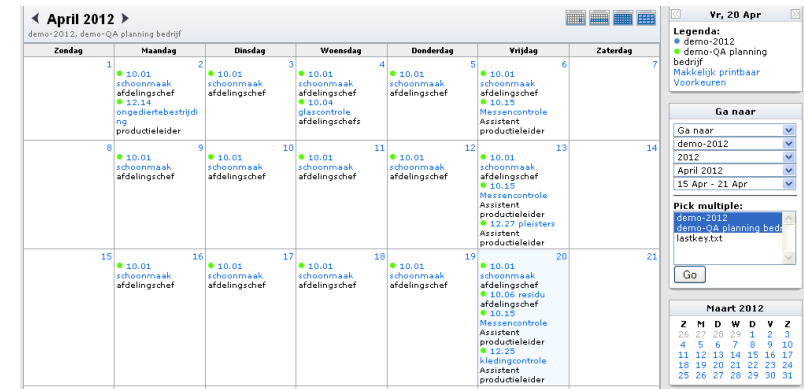 April 2012
demo-2012, demo-QA planning bedrijf
Zondag Maandag Dinsdag Woensdag Donderdag Vrijdag Zaterdag
1 2 3 4 5 6 7
10.01
schoonmaak
afdelingschef
12.14
ongediertebestrijdi
ng
productieleider
10.01
schoonmaak
afdelingschef
10.01
schoonmaak
afdelingschef
10.04
glascontrole
afdelingschefs
10.01
schoonmaak
afdelingschef
10.01
schoonmaak
afdelingschef
10.15
Messencontrole
Assistent
productieleider
8 9 10 11 12 13 14
10.01
schoonmaak
afdelingschef
10.01
schoonmaak
afdelingschef
10.01
schoonmaak
afdelingschef
10.01
schoonmaak
afdelingschef
10.01
schoonmaak
afdelingschef
10.15
Messencontrole
Assistent
productieleider
12.27 pleisters
Assistent
productieleider
15 16 17 18 19 20 21
10.01
schoonmaak
afdelingschef
10.01
schoonmaak
afdelingschef
10.01
schoonmaak
afdelingschef
10.01
schoonmaak
afdelingschef
10.01
schoonmaak
afdelingschef
10.06 residu
afdelingschef
10.15
Messencontrole
Assistent
productieleider
12.25
kledingcontrole
Assistent
productieleider
Vr, 20 Apr
Legenda:
demo-2012
demo-QA planning
bedrijf
Makkelijk printbaar
Voorkeuren
Ga naar
Ga naar
demo-2012
2012
April 2012
15 Apr - 21 Apr
Pick multiple:
demo-2012
demo-QA planning bedr
lastkey.txt
Go
Maart 2012
Z M D W D V Z
26 27 28 29 1 2 3
4 5 6 7 8 9 10
11 12 13 14 15 16 17
18 19 20 21 22 23 24
25 26 27 28 29 30 31